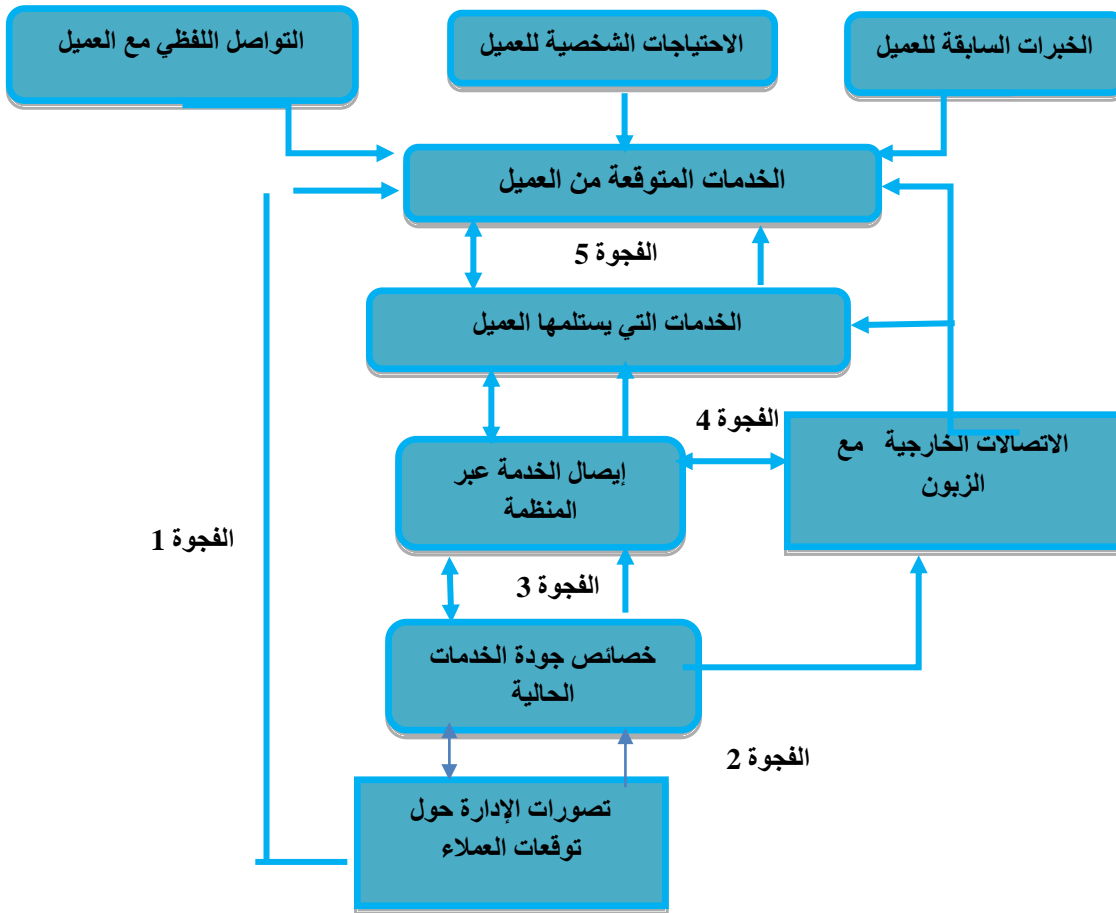 الخبرات السابقة للعميل
الاحتياجات الشخصية للعميل
التواصل اللفظي مع العميل
الخدمات المتوقعة من العميل
الفجوة 5
الخدمات التي يستلمها العميل
الفجوة 4
الاتصالات الخارجية مع
الزبون
إيصال الخدمة عبر
المنظمة
الفجوة 1
الفجوة 3
خصائص جودة الخدمات
الحالية
الفجوة 2
تصورات الإدارة حول
توقعات العملاء